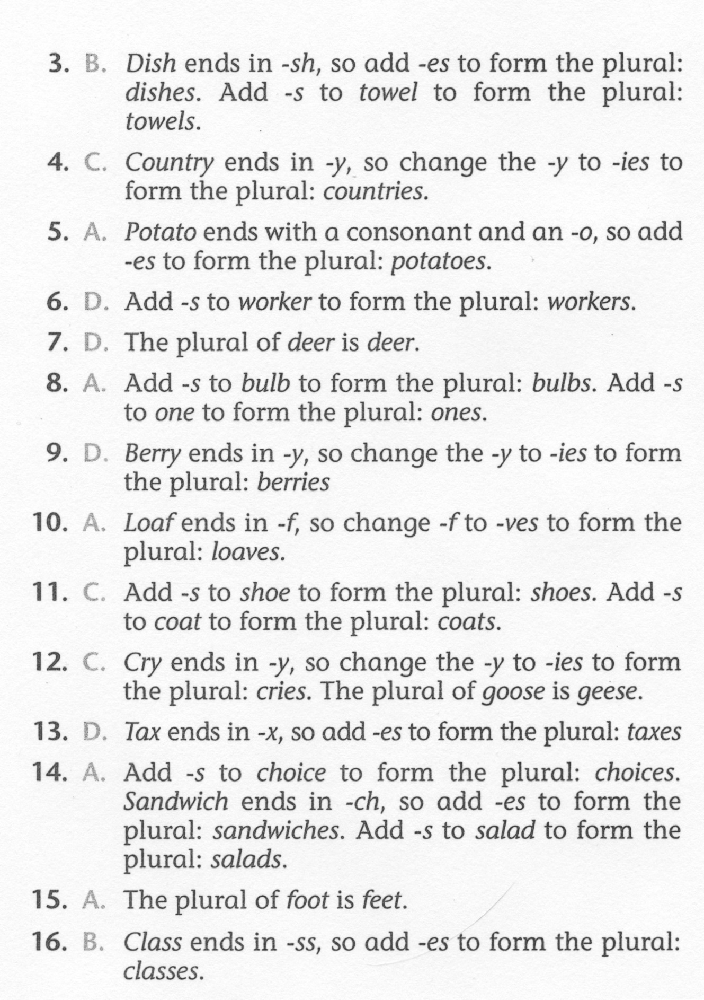 3. B. Dish ends in -sh, so add -es to form the plural:
dishes. Add -s to towel to form the plural:
towels.
4. C. Country ends in -y, so change the -y to -ies to
form the plural: countries.
5. A. Potato ends with a consonant and an -o, so add
-es to form the plural: potatoes.
6. D. Add -s to worker to form the plural: workers.
7. D. The plural of deer is deer.
8. A. Add -s to bulb to form the plural: bulbs. Add -s
to one to form the plural: ones.
9. D. Berry ends in -y, so change the -y to -ies to form
the plural: berries
10. A. Loaf ends in -f, so change -f to -ves to form the
plural: loaves.
11. C. Add -s to shoe to form the plural: shoes. Add -s
to coat to form the plural: coats.
12. C. Cry ends in -y, so change the -y to -ies to form
the plural: cries. The plural of goose is geese.
13. D. Tax ends in -x, so add -es to form the plural: taxes
14. A. Add -s to choice to form the plural: choices.
Sandwich ends in -ch, so add -es to form the
plural: sandwiches. Add -s to salad to form the
plural: salads.
15. A. The plural of foot is feet.
16. B. Class ends in -ss, so add -es to form the plural:
classes.